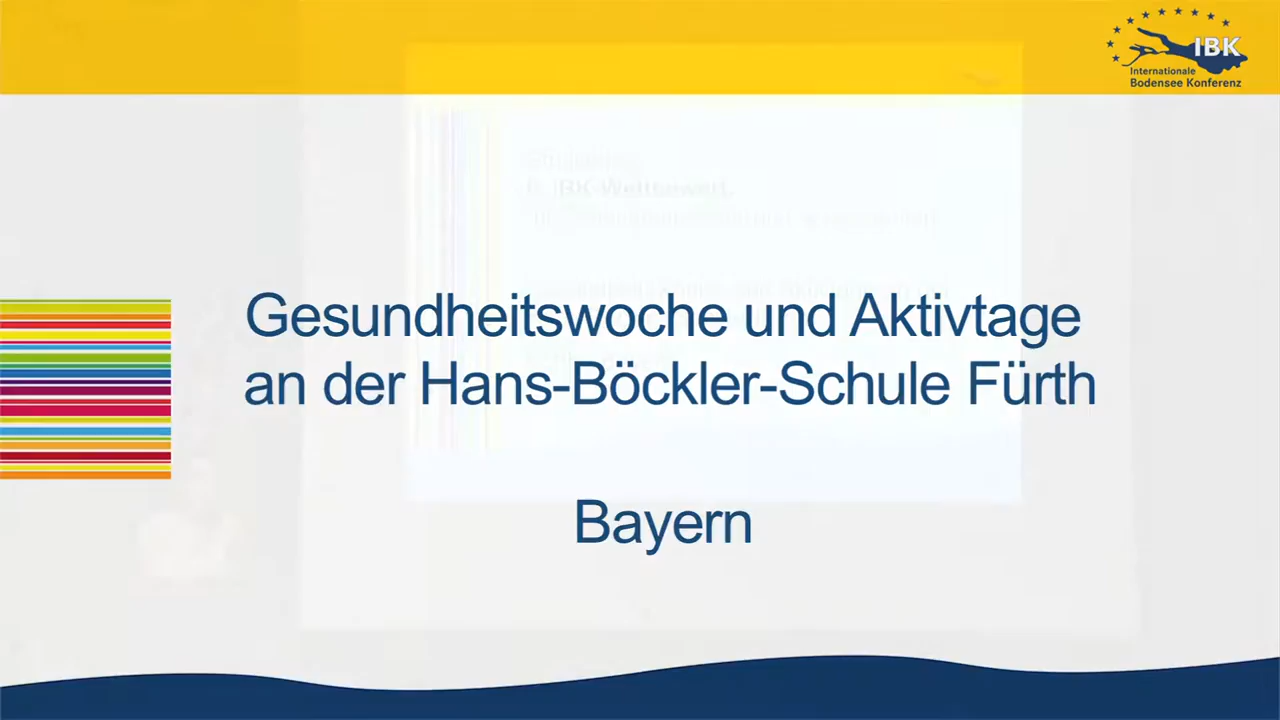 IBK
Internationale
Bodensee Konferenz
Gesundheitswoche und Aktivtage
an der Hans-Böckler-Schule Fürth
Bayern